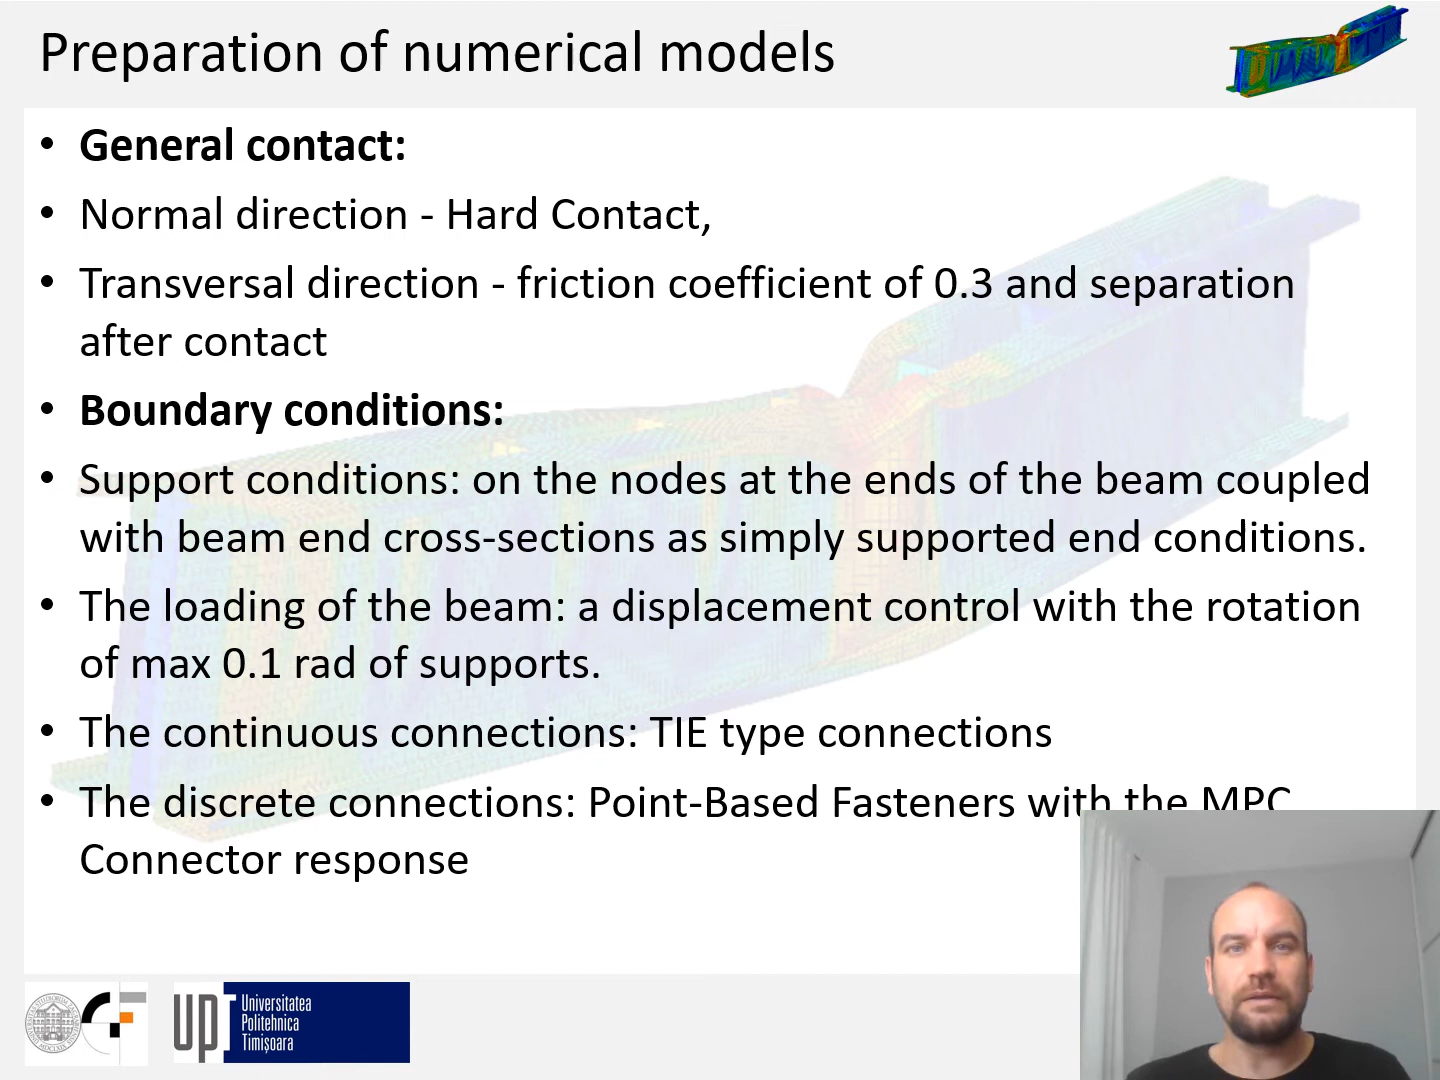 Preparation of numerical models
• General contact:
• Normal direction - Hard Contact,
• Transversal direction - friction coefficient of 0.3 and separation
after contact
• Boundary conditions:
• Support conditions: on the nodes at the ends of the beam coupled
with beam end cross-sections as simply supported end conditions.
• The loading of the beam: a displacement control with the rotation
of max 0.1 rad of supports.
• The continuous connections: TIE type connections
• The discrete connections: Point-Based Fasteners with the MPC
Connector response
UPT
Universitatea
Politehnica
Timișoara